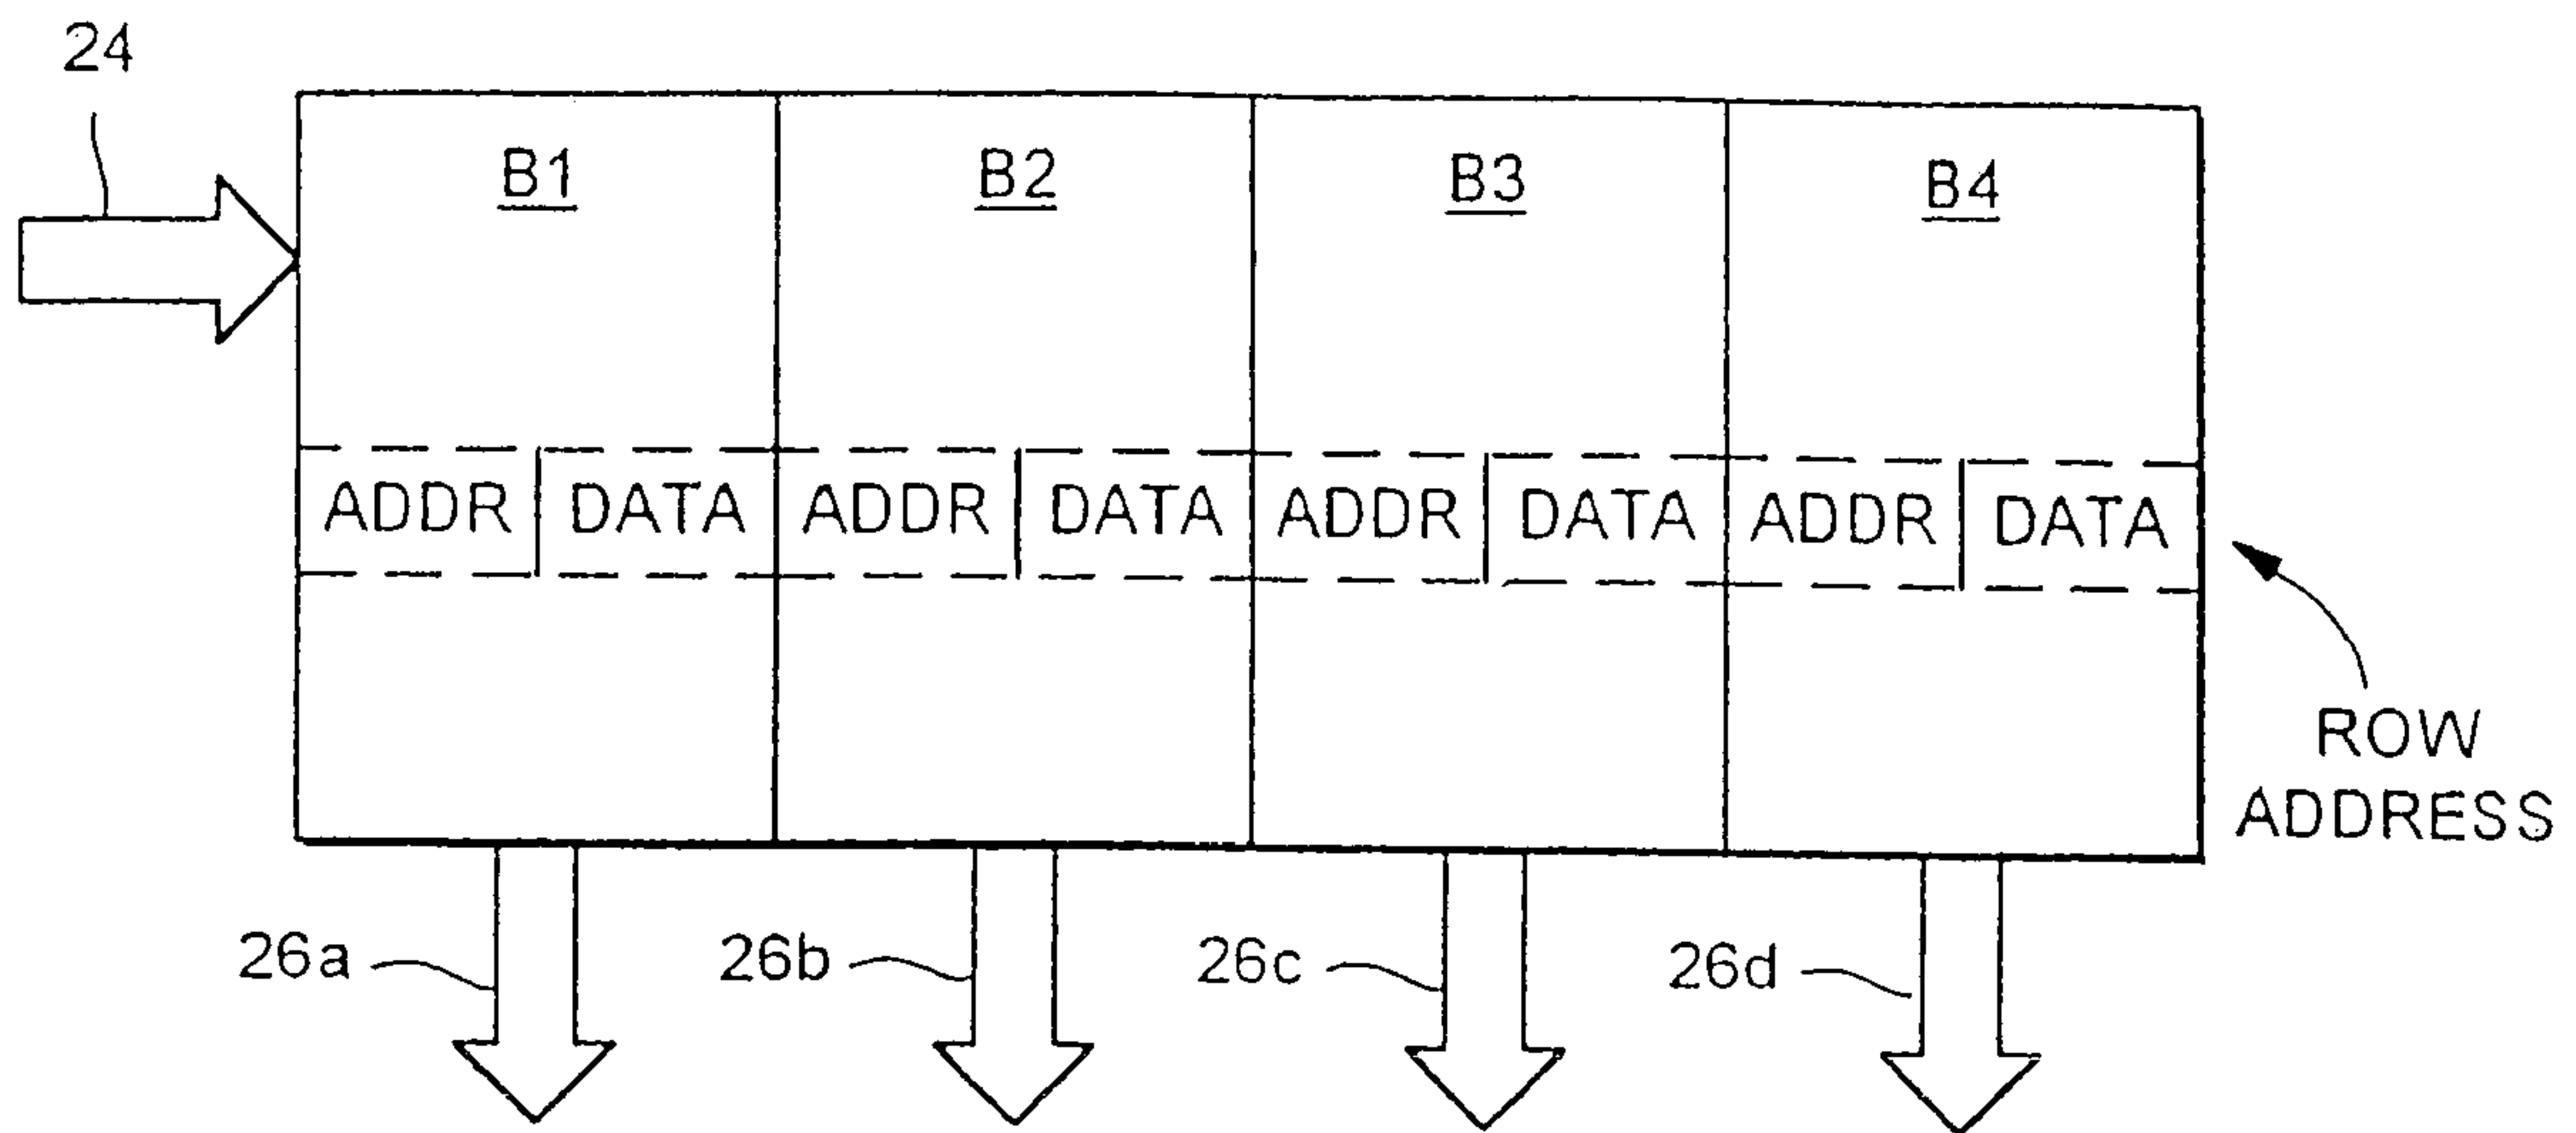 24
B1 B2 B3 B4
ADDR DATA ADDR DATA ADDR DATA ADDR DATA
ROW
ADDRESS
26a 26b 26c 26d